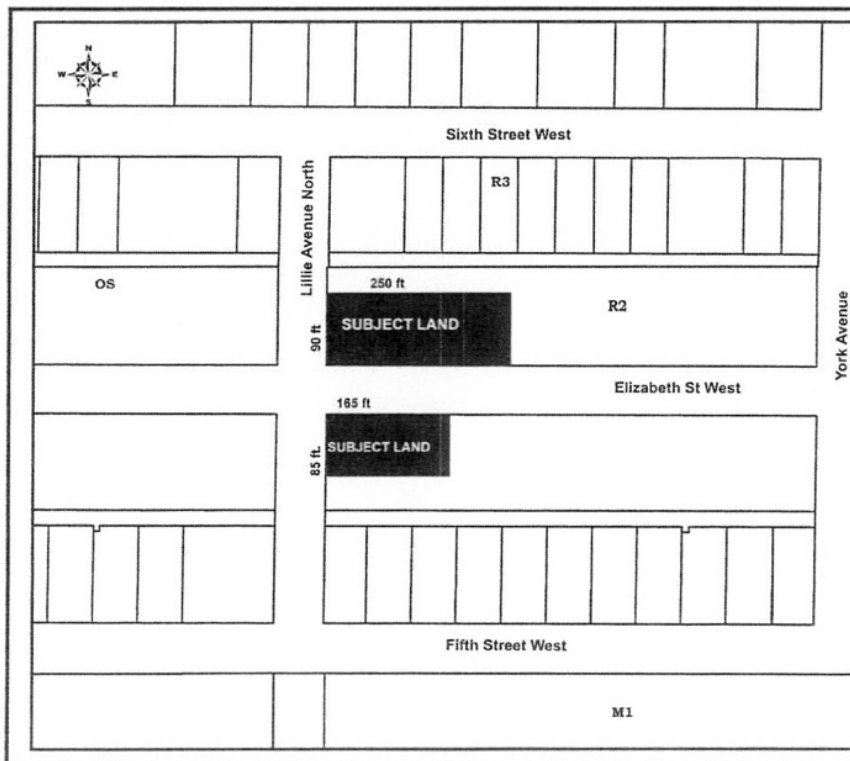 N
W E
S
Sixth Street West
Lillie Avenue North
R3
OS
250 ft
R2
90 ft
SUBJECT LAND
York Avenue
Elizabeth St West
165 ft
85 ft.
SUBJECT LAND
Fifth Street West
M1